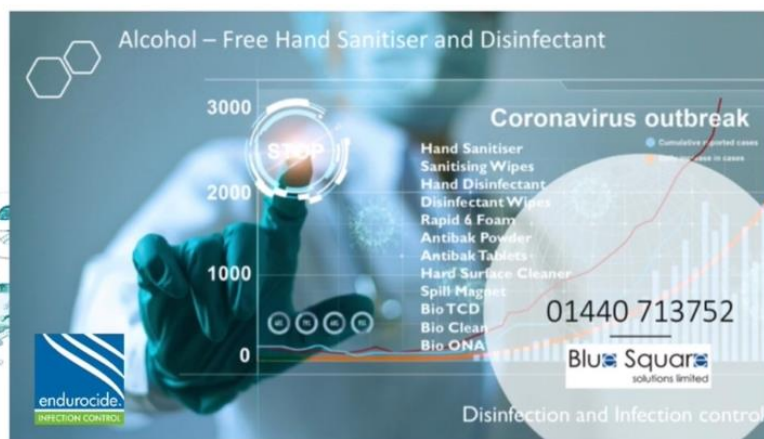 Alcohol – Free Hand Sanitiser and Disinfectant
3000
2000
1000
0
STOP
Coronavirus outbreak
Cumulative reported cases
in cases
Hand Sanitiser
Sanitising Wipes
Hand Disinfectant
Disinfectant Wipes
Rapid 6 Foam
Antibak Powder
Antibak Tablets
Hard Surface Cleaner
Spill Magnet
Bio TCD
Bio Clean
Bio ONA
01440 713752
Blue Square
solutions limited
endurocide.
INFECTION CONTROL
Disinfection and Infection control